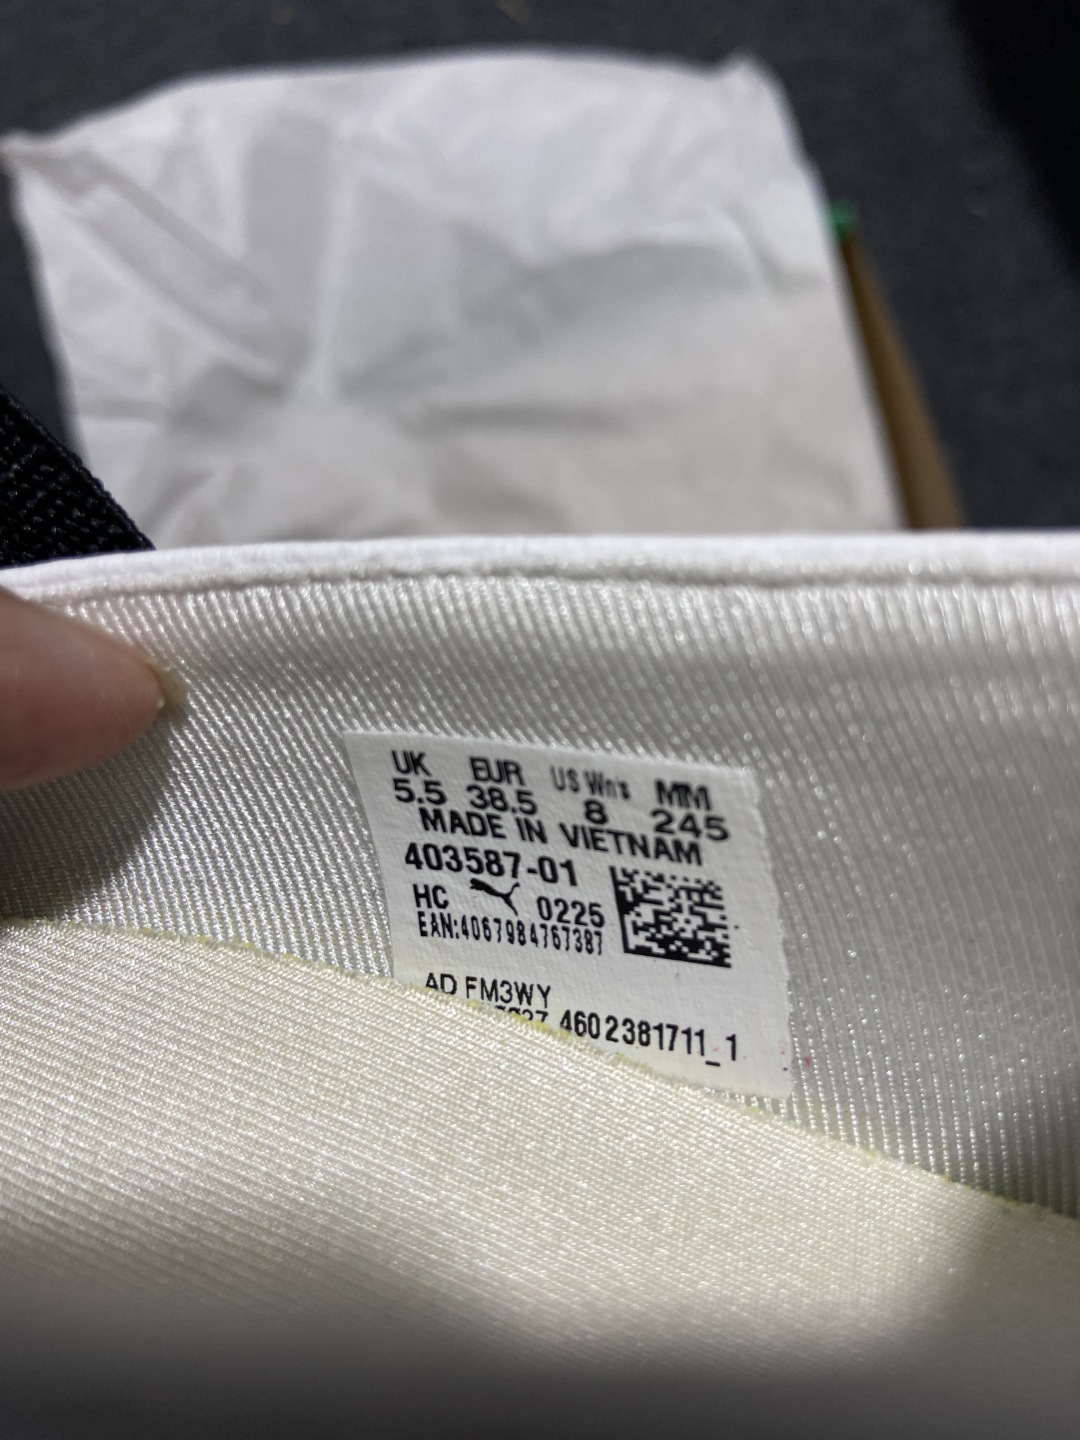 UK EUR US Wn's MM
5.5 38.5 8 245
MADE IN VIETNAM
403587-01
HC 0225
EAN:4067984767387
AD FM3WY
4602381711_1